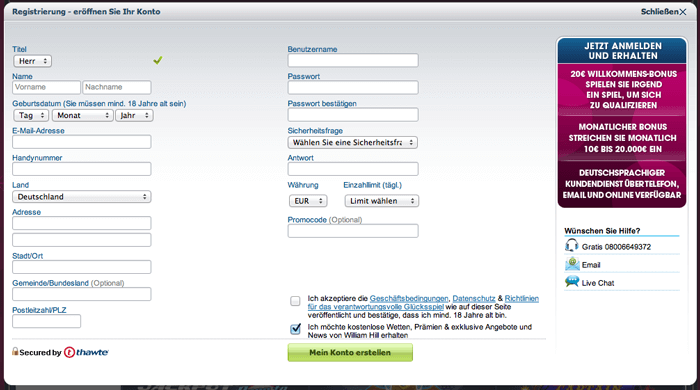 Registrierung - eröffnen Sie Ihr Konto
Schließen X
Titel
Herr
Name
Vorname Nachname
Geburtsdatum (Sie müssen mind. 18 Jahre alt sein)
Tag Monat Jahr
E-Mail-Adresse
Handynummer
Land
Deutschland
Adresse
Stadt/Ort
Gemeinde/Bundesland (Optional)
Postleitzahl/PLZ
Secured by thawte
Benutzername
Passwort
Passwort bestätigen
Sicherheitsfrage
Wählen Sie eine Sicherheitsfra
Antwort
Währung Einzahllimit (tägl.)
EUR Limit wählen
Promocode (Optional)
Ich akzeptiere die Geschäftsbedingungen, Datenschutz & Richtlinien
für das verantwortungsvolle Glücksspiel wie auf dieser Seite
veröffentlicht und bestätige, dass ich mind. 18 Jahre alt bin.
Ich möchte kostenlose Wetten, Prämien & exklusive Angebote und
News von William Hill erhalten
Mein Konto erstellen
JETZT ANMELDEN
UND ERHALTEN
20€ WILLKOMMENS-BONUS
SPIELEN SIE IRGEND
EIN SPIEL, UM SICH
ZU QUALIFIZIEREN
MONATLICHER BONUS
STREICHEN SIE MONATLICH
10€ BIS 20.000€ EIN
DEUTSCHSPRACHIGER
KUNDENDIENST ÜBER TELEFON,
EMAIL UND ONLINE VERFÜGBAR
Wünschen Sie Hilfe?
Gratis 08006649372
Email
Live Chat